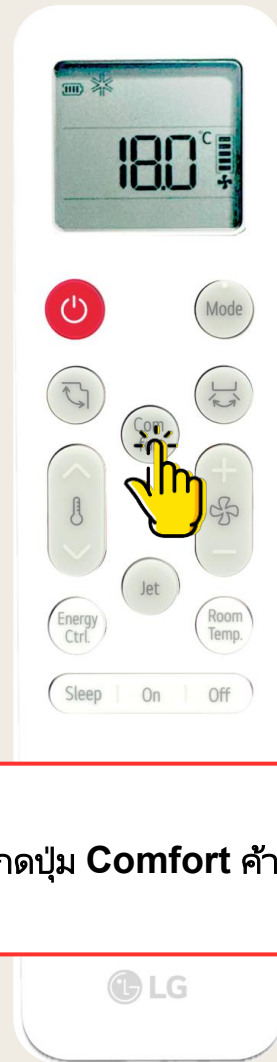 18.0 °C
Mode
Com
Jet
Energy
Ctrl.
Room
Temp.
Sleep On Off
กดปุ่ม Comfort ค้า
LG